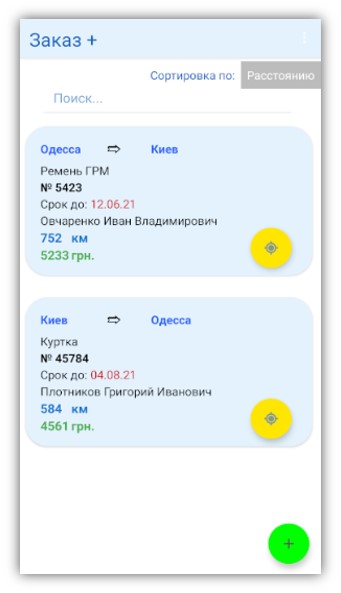 Заказ +
Сортировка по: Расстоянию
Поиск...
Одесса ⇨ Киев
Ремень ГРМ
№ 5423
Срок до: 12.06.21
Овчаренко Иван Владимирович
752 км
5233 грн.
Киев ⇨ Одесса
Куртка
№ 45784
Срок до: 04.08.21
Плотников Григорий Иванович
584 км
4561 грн.
+